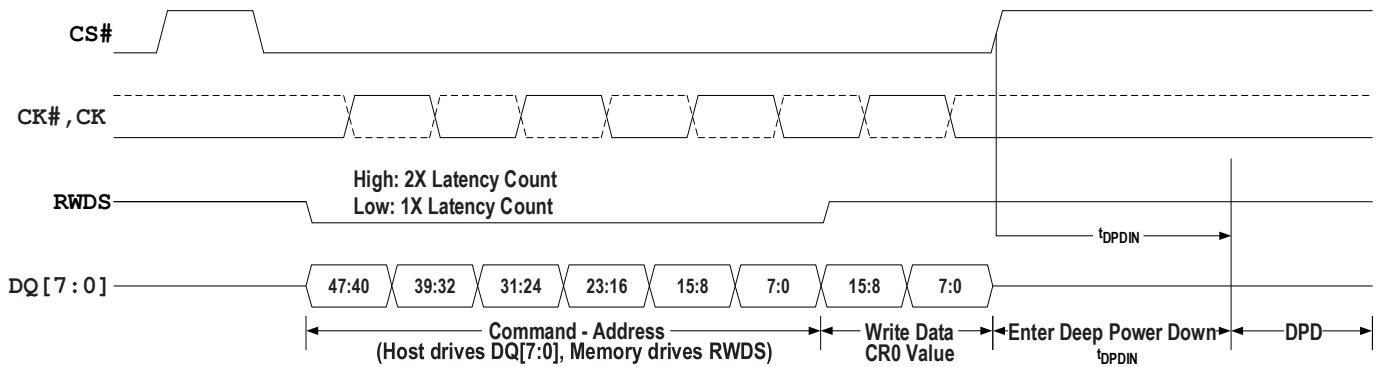 CS#
CK#,CK
High: 2X Latency Count
Low: 1X Latency Count
RWDS
tDPDIN
DQ[7:0]
47:40 39:32 31:24 23:16 15:8 7:0 15:8 7:0
Command - Address
(Host drives DQ[7:0], Memory drives RWDS)
Write Data
CR0 Value
Enter Deep Power Down
tDPDIN
DPD